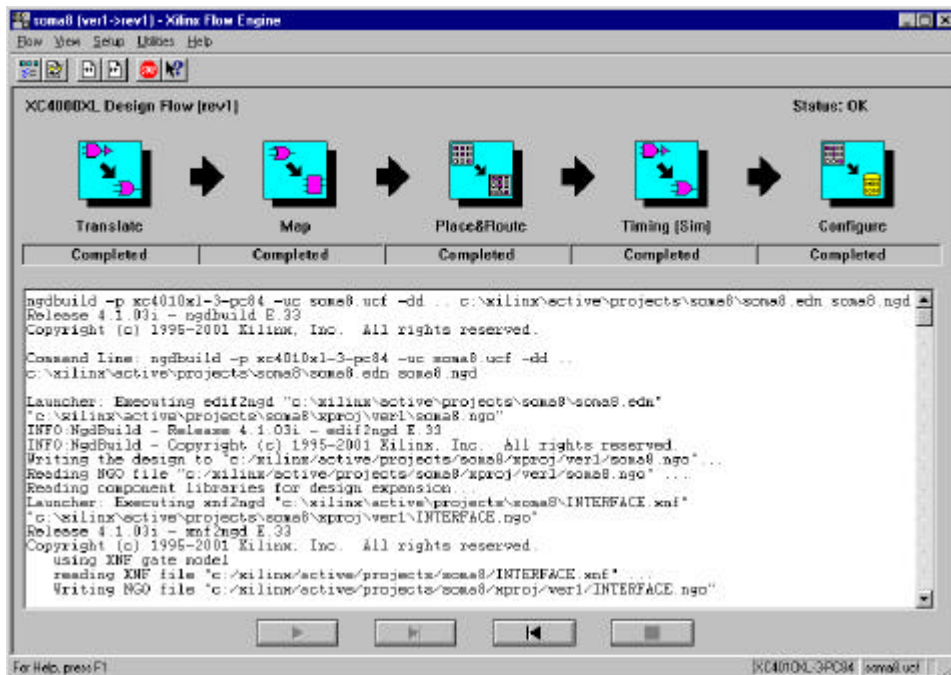 soma8 (ver1->rev1) - Xilinx Flow Engine
Flow View Setup Utilities Help
XC4000XL Design Flow (rev1) Status: OK
Translate Map Place&Route Timing (Sim) Configure
Completed Completed Completed Completed Completed
ngdbuild -p xc4010xl-3-pc84 -uc soma8.ucf -dd .. c:\xilinx\active\projects\soma8\soma8.edn soma8.ngd
Release 4.1.03i - ngdbuild E.33
Copyright (c) 1995-2001 Xilinx, Inc. All rights reserved.
Command Line: ngdbuild -p xc4010xl-3-pc84 -uc soma8.ucf -dd ..
c:\xilinx\active\projects\soma8\soma8.edn soma8.ngd
Launcher: Executing edif2ngd "c:\xilinx\active\projects\soma8\soma8.edn"
"c:\xilinx\active\projects\soma8\xproj\ver1\soma8.ngo"
INFO:NgdBuild - Release 4.1.03i - edif2ngd E.33
INFO:NgdBuild - Copyright (c) 1995-2001 Xilinx, Inc. All rights reserved.
Writing the design to "c:/xilinx/active/projects/soma8/xproj/ver1/soma8.ngo"...
Reading NGO file "c:/xilinx/active/projects/soma8/xproj/ver1/soma8.ngo" ...
Reading component libraries for design expansion...
Launcher: Executing xnf2ngd "c:\xilinx\active\projects\soma8\INTERFACE.xnf"
"c:\xilinx\active\projects\soma8\xproj\ver1\INTERFACE.ngo"
Release 4.1.03i - xnf2ngd E.33
Copyright (c) 1995-2001 Xilinx, Inc. All rights reserved.
using XNF gate model
reading XNF file "c:/xilinx/active/projects/soma8/INTERFACE.xnf" ...
Writing NGO file "c:/xilinx/active/projects/soma8/xproj/ver1/INTERFACE.ngo"
For Help, press F1 XC4010XL-3-PC84 soma8.ucf